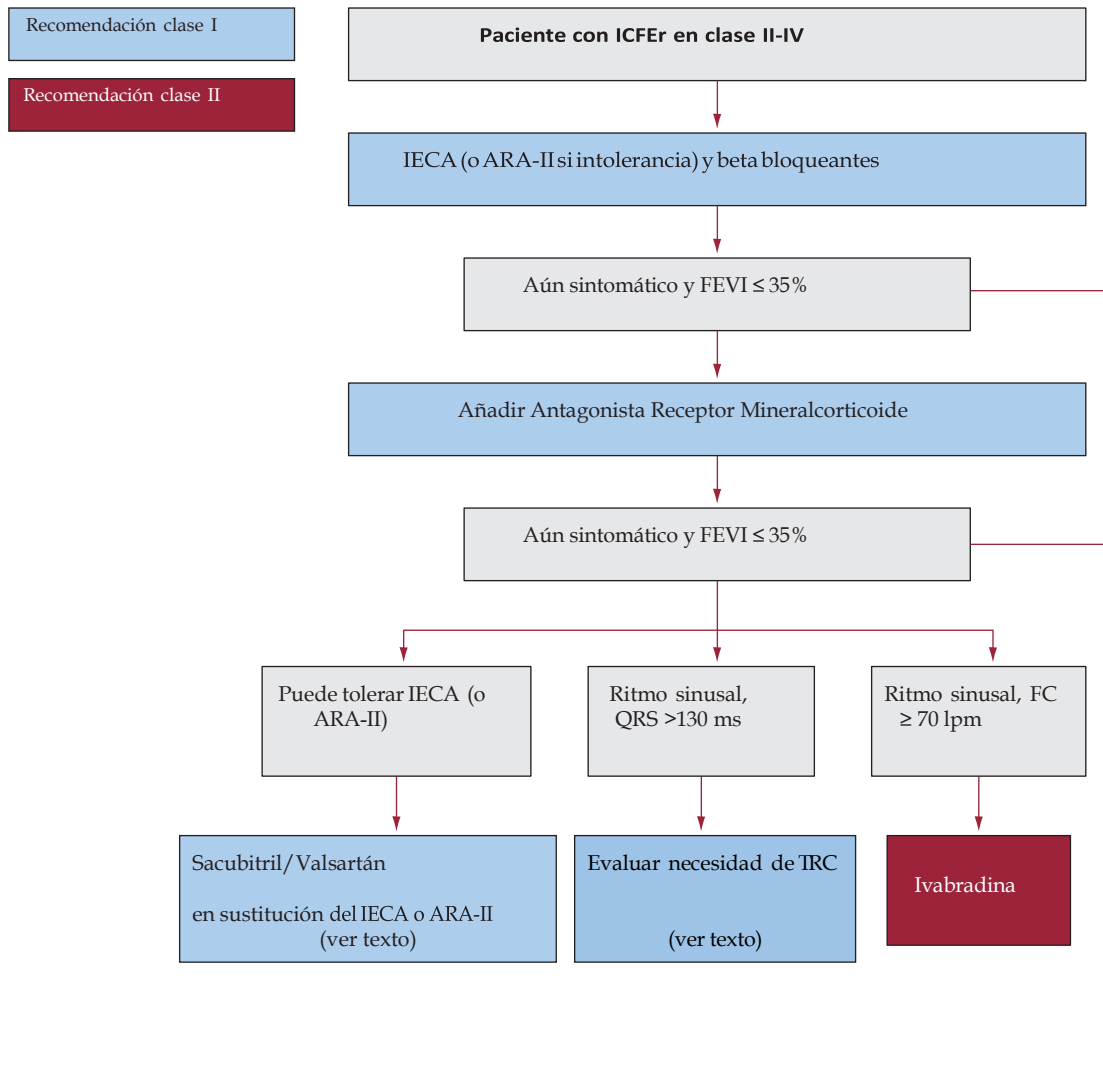 Recomendación clase I
Recomendación clase II
Paciente con ICFEr en clase II-IV
IECA (o ARA-II si intolerancia) y beta bloqueantes
Aún sintomático y FEVI ≤ 35%
Añadir Antagonista Receptor Mineralcorticoide
Aún sintomático y FEVI ≤ 35%
Puede tolerar IECA (o
ARA-II)
Ritmo sinusal,
QRS >130 ms
Ritmo sinusal, FC
≥ 70 lpm
Sacubitril/Valsartán
en sustitución del IECA o ARA-II
(ver texto)
Evaluar necesidad de TRC
(ver texto)
Ivabradina